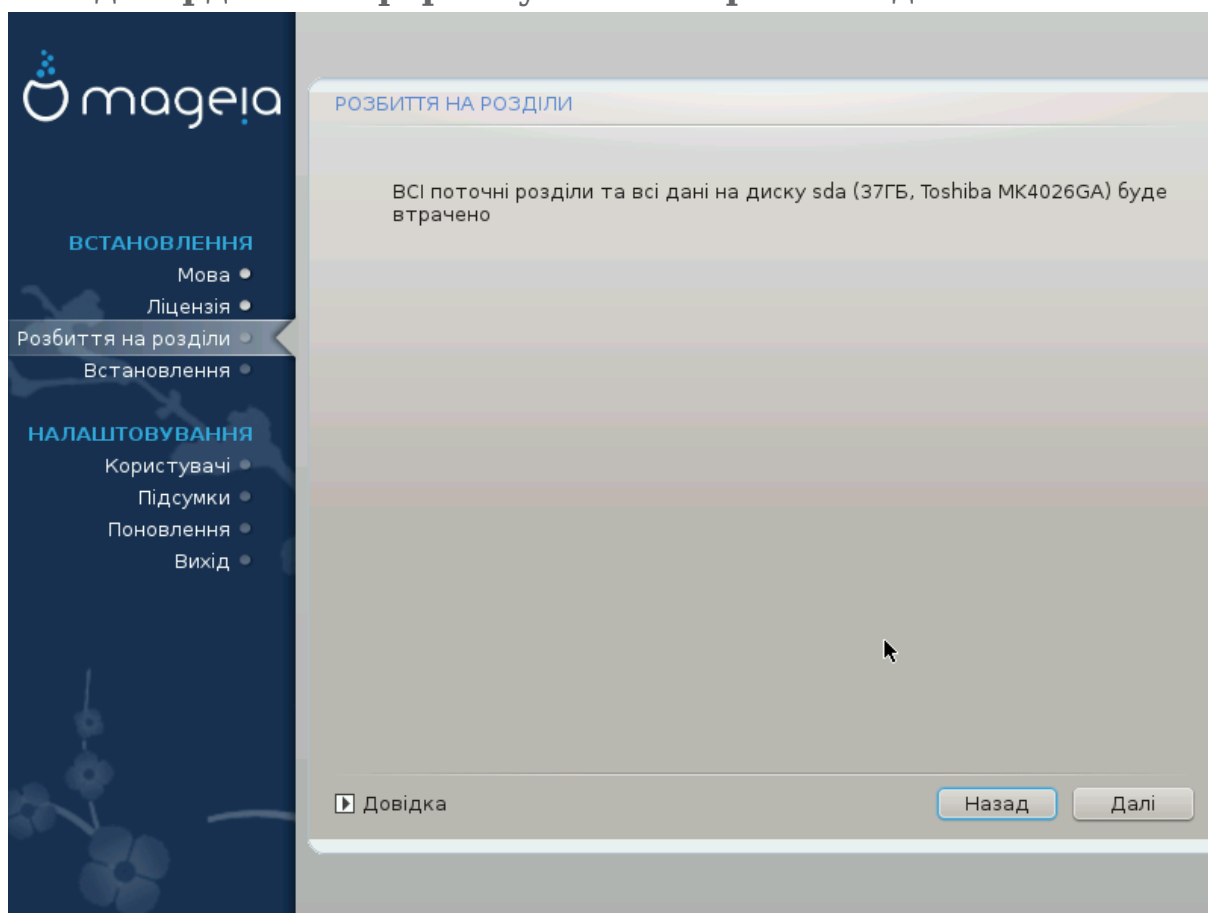 mageia
ВСТАНОВЛЕННЯ
Мова
Ліцензія
Розбиття на розділи
Встановлення
НАЛАШТОВУВАННЯ
Користувачі
Підсумки
Поновлення
Вихід
РОЗБИТТЯ НА РОЗДІЛИ
ВСІ поточні розділи та всі дані на диску sda (37ГБ, Toshiba MK4026GA) буде
втрачено
Довідка
Назад
Далі